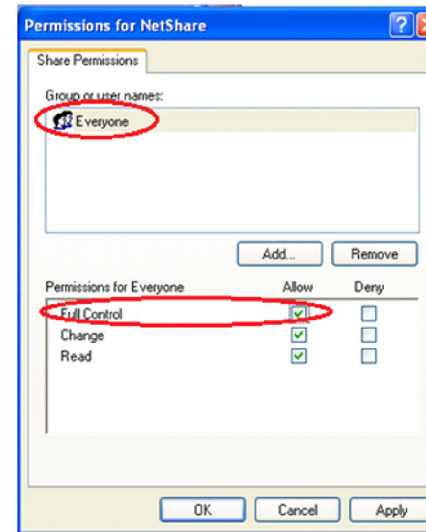 Permissions for NetShare
Share Permissions
Group or user names:
Everyone
Add... Remove
Permissions for Everyone Allow Deny
Full Control
Change
Read
OK Cancel Apply